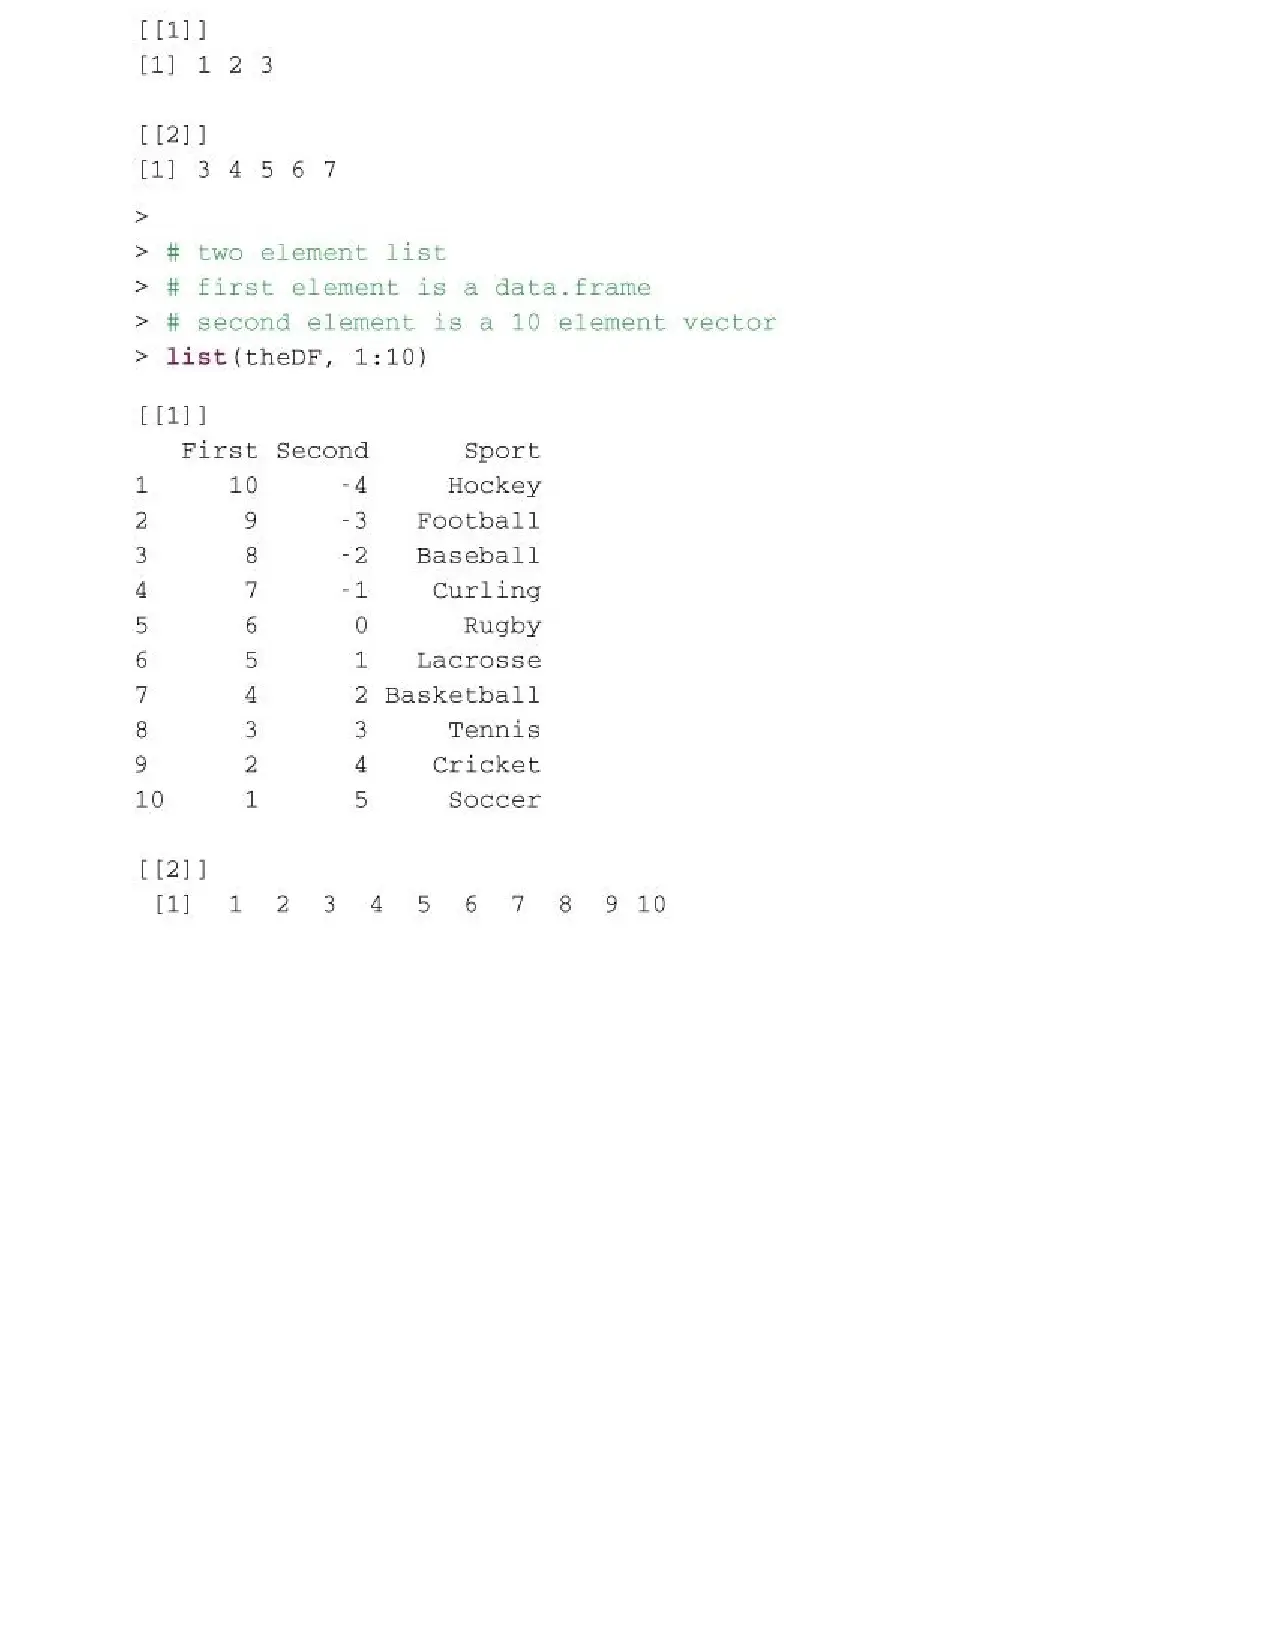 [[1]]
[1] 1 2 3
[[2]]
[1] 3 4 5 6 7
>
> # two element list
> # first element is a data.frame
> # second element is a 10 element vector
> list(theDF, 1:10)
[[1]]
   First Second      Sport
1     10     -4     Hockey
2      9     -3   Football
3      8     -2   Baseball
4      7     -1    Curling
5      6      0      Rugby
6      5      1   Lacrosse
7      4      2 Basketball
8      3      3     Tennis
9      2      4    Cricket
10     1      5     Soccer
[[2]]
 [1]  1  2  3  4  5  6  7  8  9 10